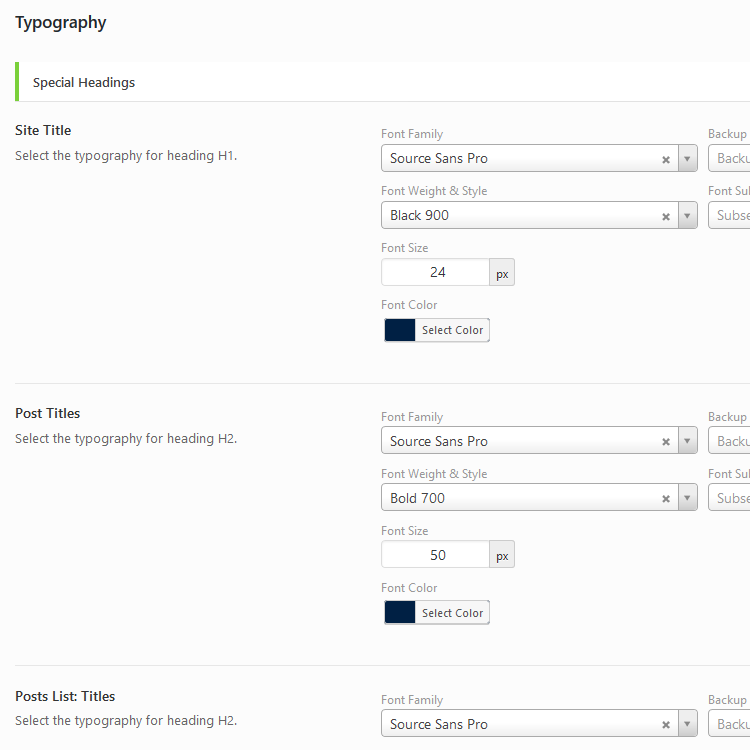 Typography
Special Headings
Site Title
Select the typography for heading H1.
Font Family
Backup
Source Sans Pro
Backu
Font Weight & Style
Font Sub
Black 900
Subse
Font Size
24 px
Font Color
Select Color
Post Titles
Select the typography for heading H2.
Font Family
Backup
Source Sans Pro
Backu
Font Weight & Style
Font Sub
Bold 700
Subse
Font Size
50 px
Font Color
Select Color
Posts List: Titles
Select the typography for heading H2.
Font Family
Backup
Source Sans Pro
Backu